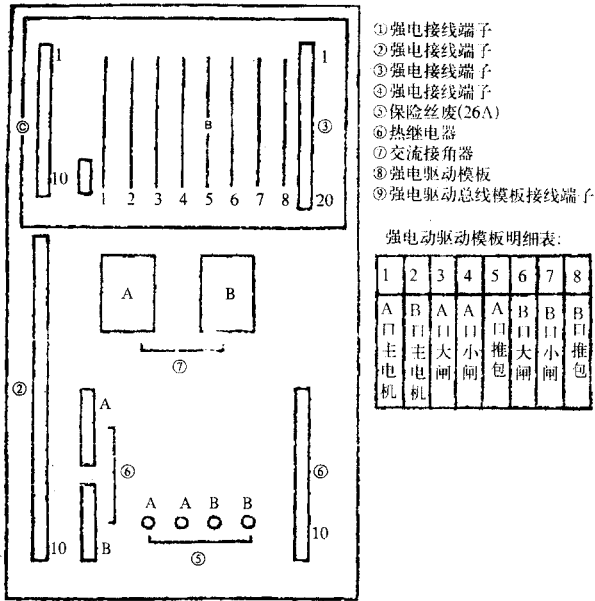 1
1
©
B
③
10
1 2 3 4 5 6 7 8 20
①强电接线端子
②强电接线端子
③强电接线端子
④强电接线端子
⑤保险丝废(26A)
⑥热继电器
⑦交流接角器
⑧强电驱动模板
⑨强电驱动总线模板接线端子
强电动驱动模板明细表:
1 2 3 4 5 6 7 8
A口主电机
B口主电机
A口大闸
A口小闸
A口推包
B口大闸
B口小闸
B口推包
A B
⑦
②
A
⑥
⑥
A A B B
10 B
10
⑤